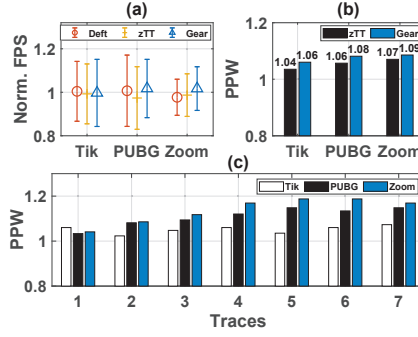 (a)
Deft zTT Gear
Norm. FPS
1.2
1
0.8
Tik PUBG Zoom
(b)
zTT Gear
PPW
1.2
1
0.8
1.04 1.06 1.06 1.08 1.07 1.09
Tik PUBG Zoom
(c)
Tik PUBG Zoom
PPW
1.2
1
0.8
1 2 3 4 5 6 7
Traces